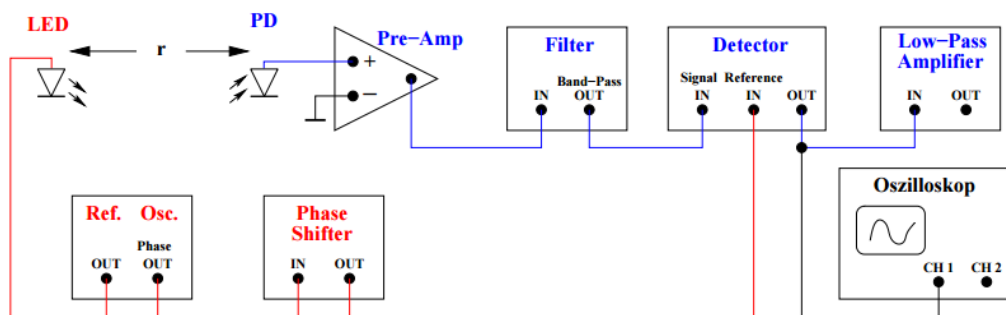 LED
r
PD
Pre-Amp
+
−
Filter
Band-Pass
IN OUT
Detector
Signal Reference
IN IN OUT
Low-Pass
Amplifier
IN OUT
Ref. Osc.
Phase
OUT OUT
Phase
Shifter
IN OUT
Oszilloskop
CH 1 CH 2